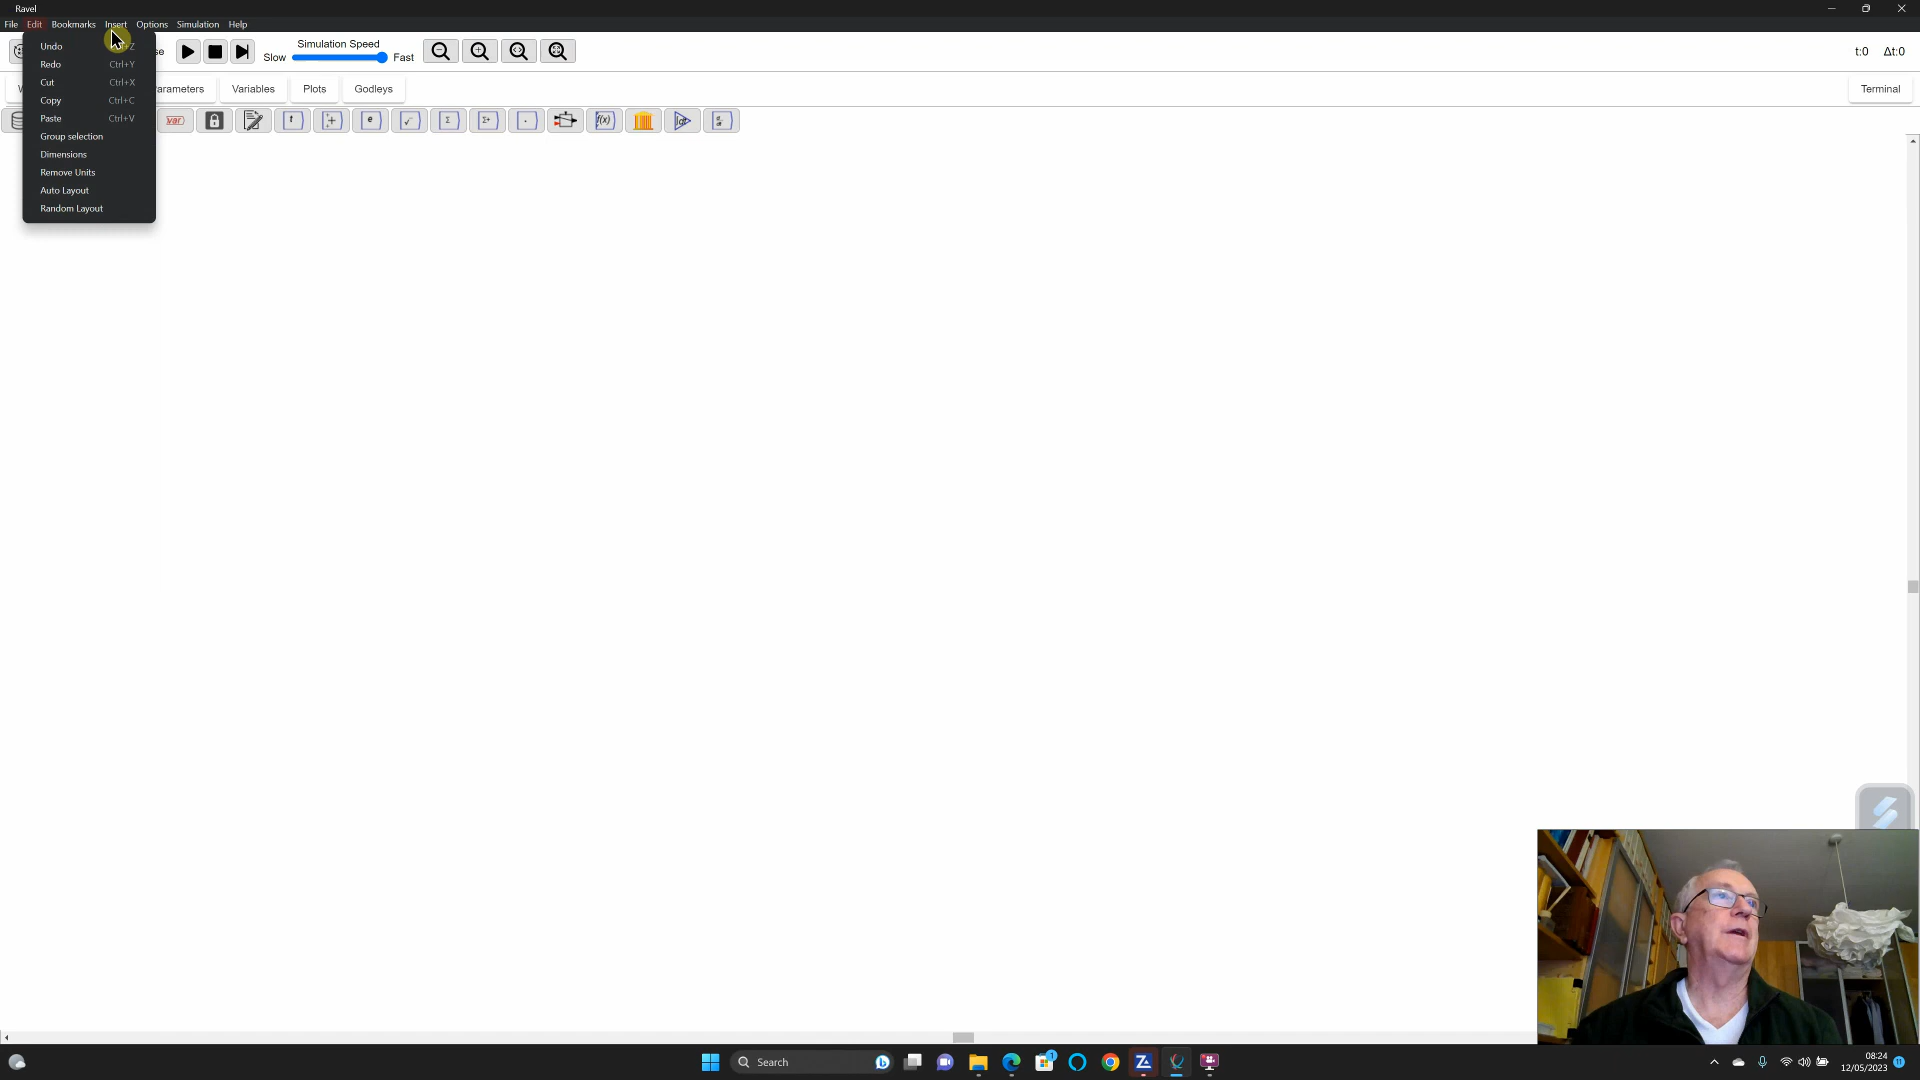 Ravel
File Edit Bookmarks Insert Options Simulation Help
Simulation Speed
Slow Fast
t:0 Δt:0
Undo
Redo Ctrl+Y
Cut Ctrl+X
Copy Ctrl+C
Paste Ctrl+V
Group selection
Dimensions
Remove Units
Auto Layout
Random Layout
Variables Plots Godleys Terminal
var
f(x)
Search
08:24
12/05/2023